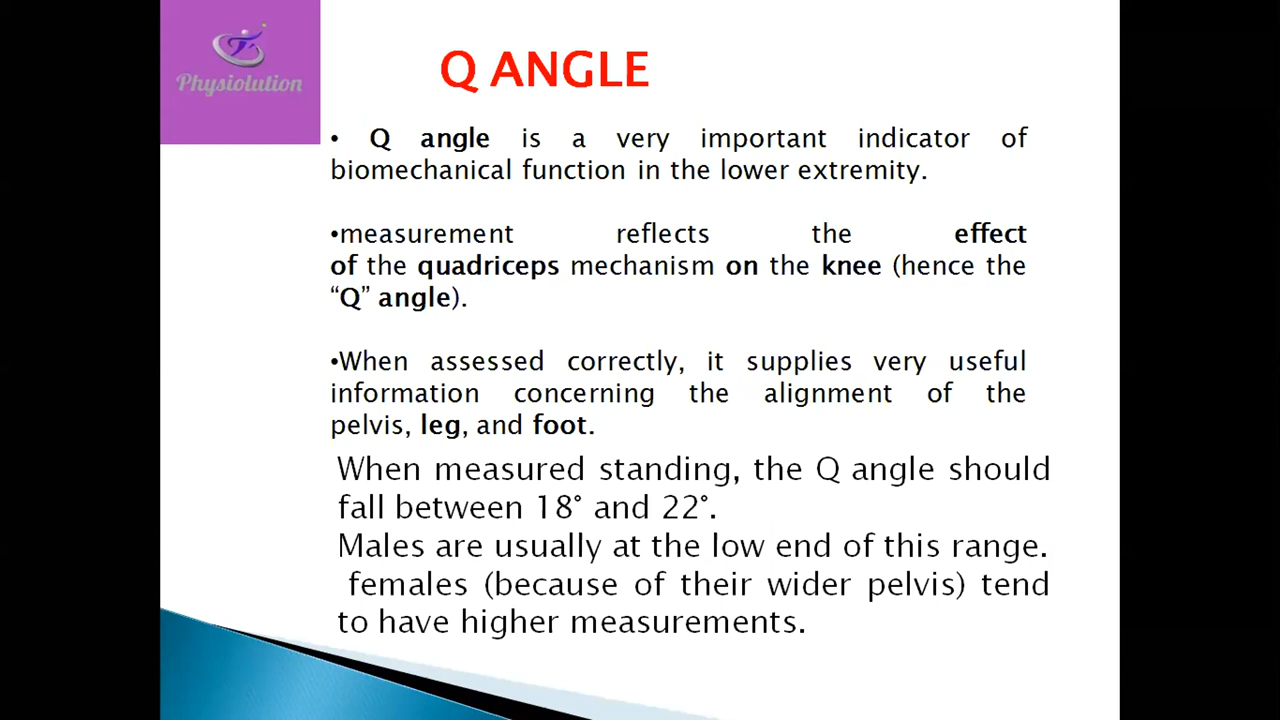 Physiolution
Q ANGLE
• Q angle is a very important indicator of
biomechanical function in the lower extremity.
•measurement reflects the effect
of the quadriceps mechanism on the knee (hence the
“Q” angle).
•When assessed correctly, it supplies very useful
information concerning the alignment of the
pelvis, leg, and foot.
When measured standing, the Q angle should
fall between 18° and 22°.
Males are usually at the low end of this range.
females (because of their wider pelvis) tend
to have higher measurements.